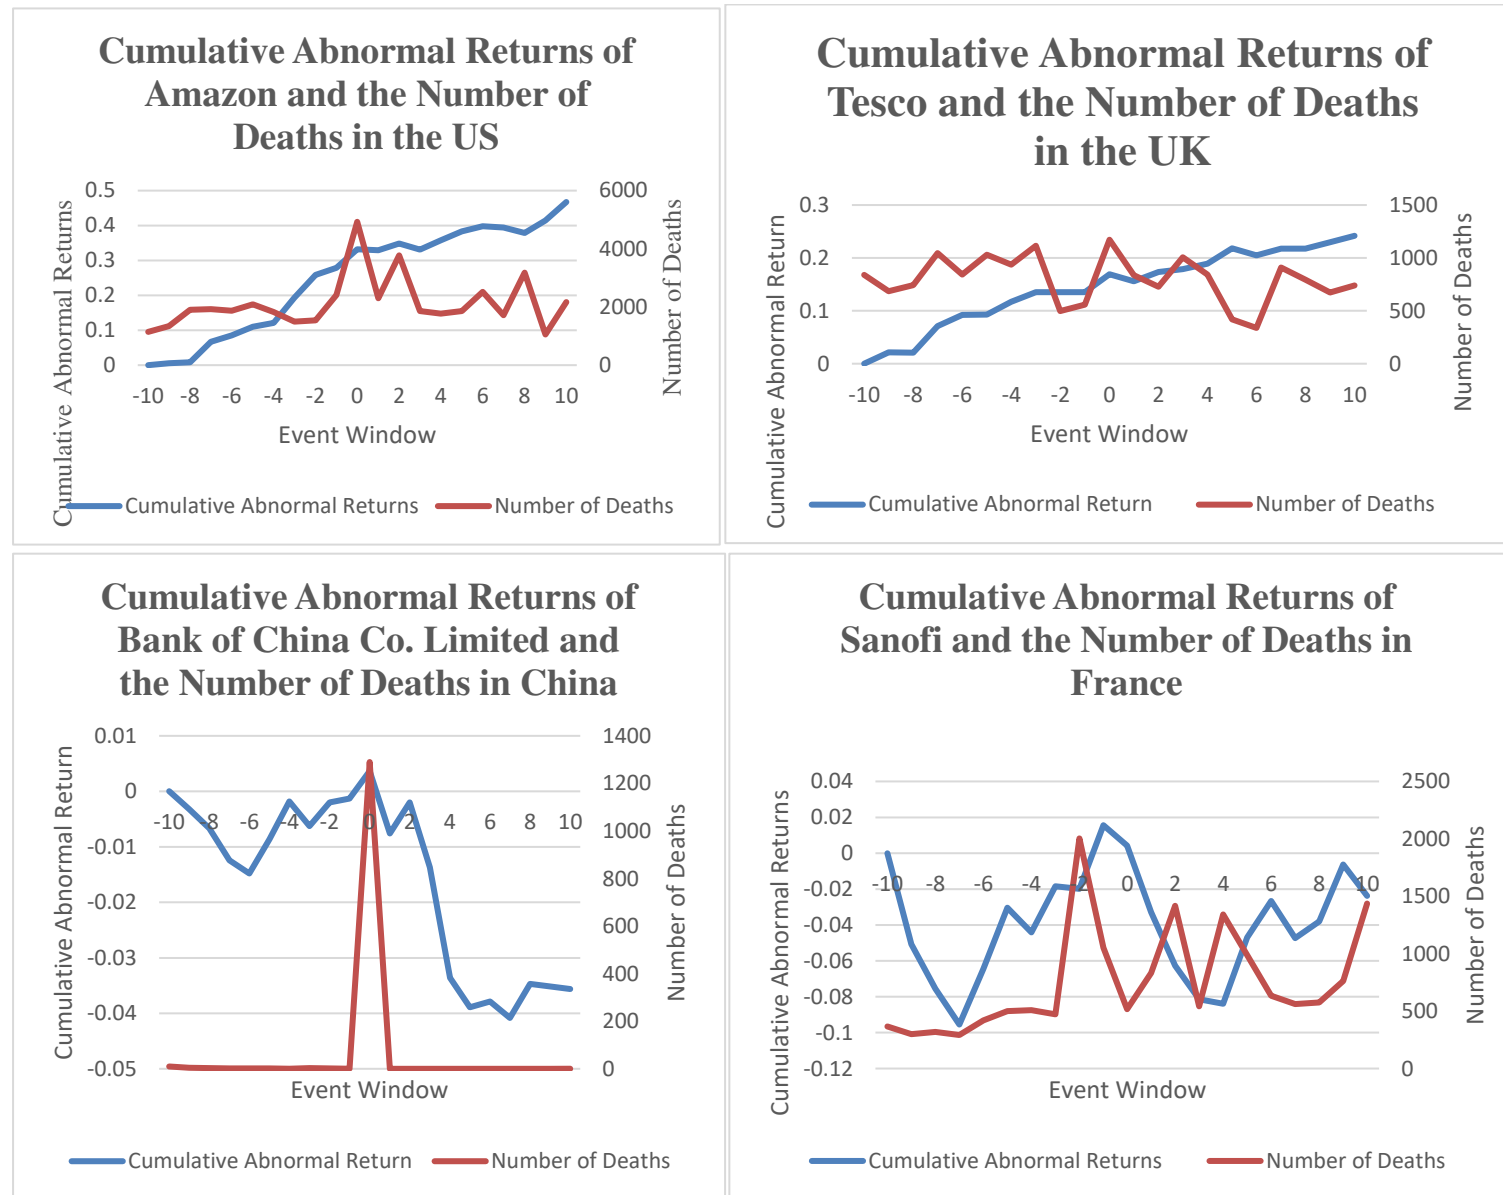 Cumulative Abnormal Returns of
Amazon and the Number of
Deaths in the US
Cumulative Abnormal Returns
0.5
0.4
0.3
0.2
0.1
0
6000
4000
2000
0
Number of Deaths
-10 -8 -6 -4 -2 0 2 4 6 8 10
Event Window
Cumulative Abnormal Returns Number of Deaths
Cumulative Abnormal Returns of
Tesco and the Number of Deaths
in the UK
Cumulative Abnormal Return
0.3
0.2
0.1
0
1500
1000
500
0
Number of Deaths
-10 -8 -6 -4 -2 0 2 4 6 8 10
Event Window
Cumulative Abnormal Return Number of Deaths
Cumulative Abnormal Returns of
Bank of China Co. Limited and
the Number of Deaths in China
Cumulative Abnormal Return
0.01
0
-0.01
-0.02
-0.03
-0.04
-0.05
1400
1200
1000
800
600
400
200
0
Number of Deaths
-10 -8 -6 -4 -2 0 2 4 6 8 10
Event Window
Cumulative Abnormal Return Number of Deaths
Cumulative Abnormal Returns of
Sanofi and the Number of Deaths in
France
Cumulative Abnormal Returns
0.04
0.02
0
-0.02
-0.04
-0.06
-0.08
-0.1
-0.12
2500
2000
1500
1000
500
0
Number of Deaths
-10 -8 -6 -4 -2 0 2 4 6 8 10
Event Window
Cumulative Abnormal Returns Number of Deaths